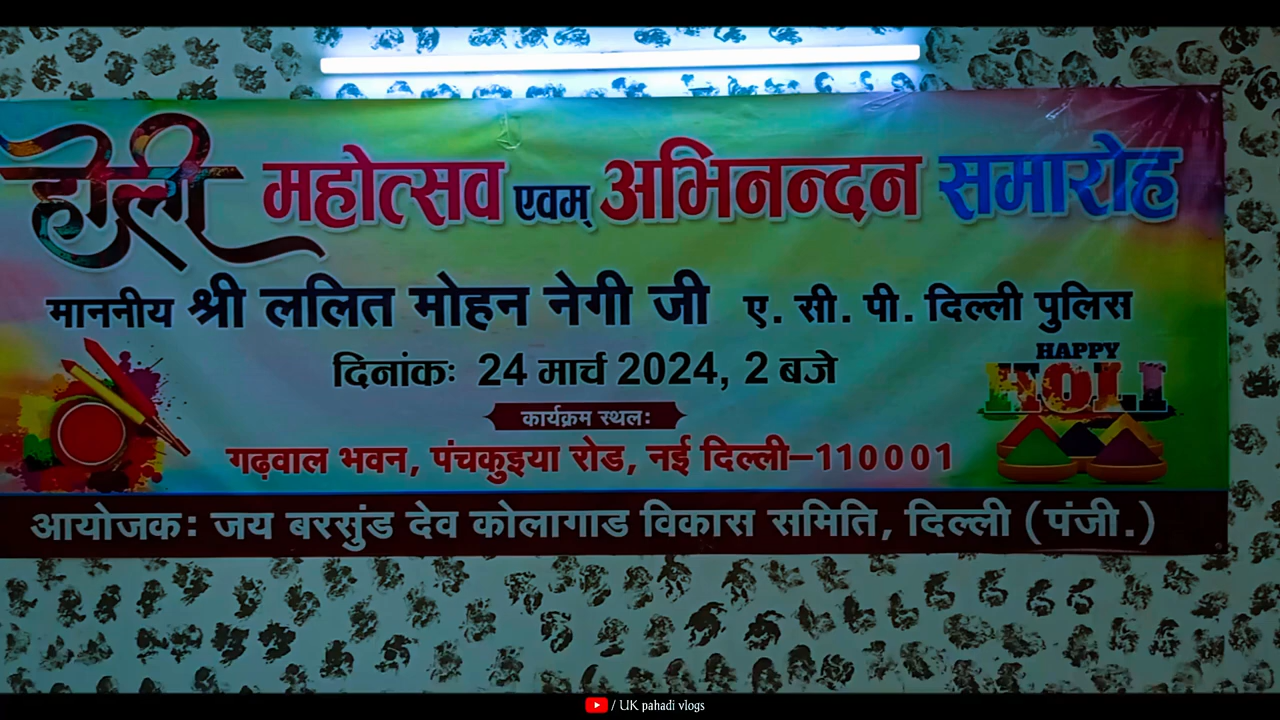 होली महोत्सव एवम् अभिनन्दन समारोह
माननीय श्री ललित मोहन नेगी जी ए. सी. पी. दिल्ली पुलिस
दिनांकः 24 मार्च 2024, 2 बजे
HAPPY
HOLI
कार्यक्रम स्थलः
गढ़वाल भवन, पंचकुइया रोड, नई दिल्ली–110001
आयोजकः जय बरसुंड देव कोलागाड विकास समिति, दिल्ली (पंजी.)
/ UK pahadi vlogs